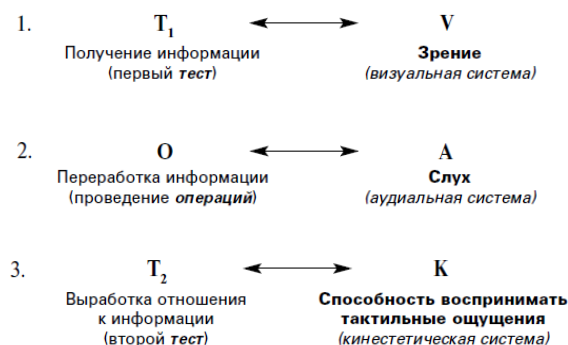 1. T₁ ⟷ V
Получение информации Зрение
(первый тест) (визуальная система)
2. O ⟷ A
Переработка информации Слух
(проведение операций) (аудиальная система)
3. T₂ ⟷ K
Выработка отношения Способность воспринимать
к информации тактильные ощущения
(второй тест) (кинестетическая система)